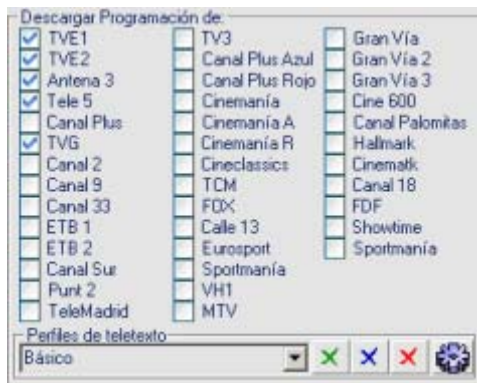 Descargar Programación de:
TVE1
TVE2
Antena 3
Tele 5
Canal Plus
TVG
Canal 2
Canal 9
Canal 33
ETB 1
ETB 2
Canal Sur
Punt 2
TeleMadrid
TV3
Canal Plus Azul
Canal Plus Rojo
Cinemanía
Cinemanía A
Cinemanía R
Cineclassics
TCM
FOX
Calle 13
Eurosport
Sportmanía
VH1
MTV
Gran Vía
Gran Vía 2
Gran Vía 3
Cine 600
Canal Palomitas
Hallmark
Cinematk
Canal 18
FDF
Showtime
Sportmanía
Perfiles de teletexto
Básico